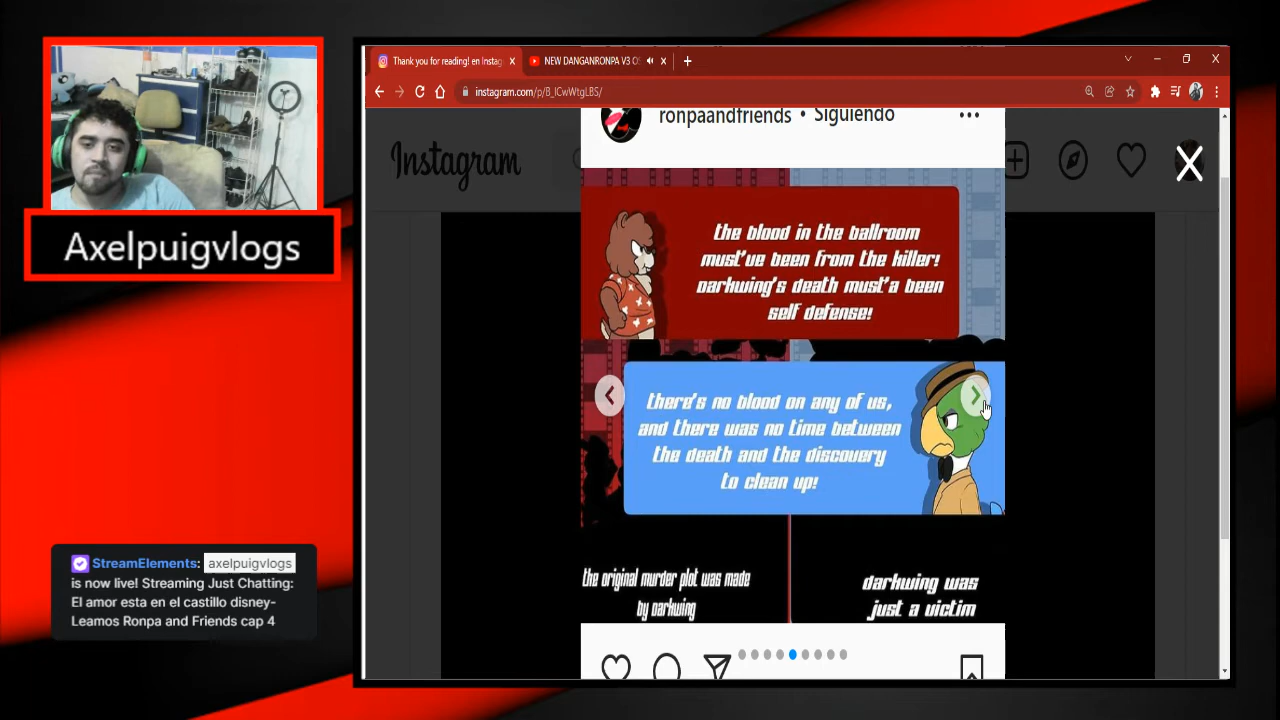 Thank you for reading! en Instag
NEW DANGANRONPA V3 OS
instagram.com/p/B_lCwWtgLBS/
ronpaandfriends • Siguiendo
Instagram
the blood in the ballroom
must've been from the killer!
Darkwing's death must'a been
self defense!
there's no blood on any of us,
and there was no time between
the death and the discovery
to clean up!
the original murder plot was made
by Darkwing
darkwing was
just a victim
Axelpuigvlogs
StreamElements: axelpuigvlogs
is now live! Streaming Just Chatting:
El amor esta en el castillo disney-
Leamos Ronpa and Friends cap 4